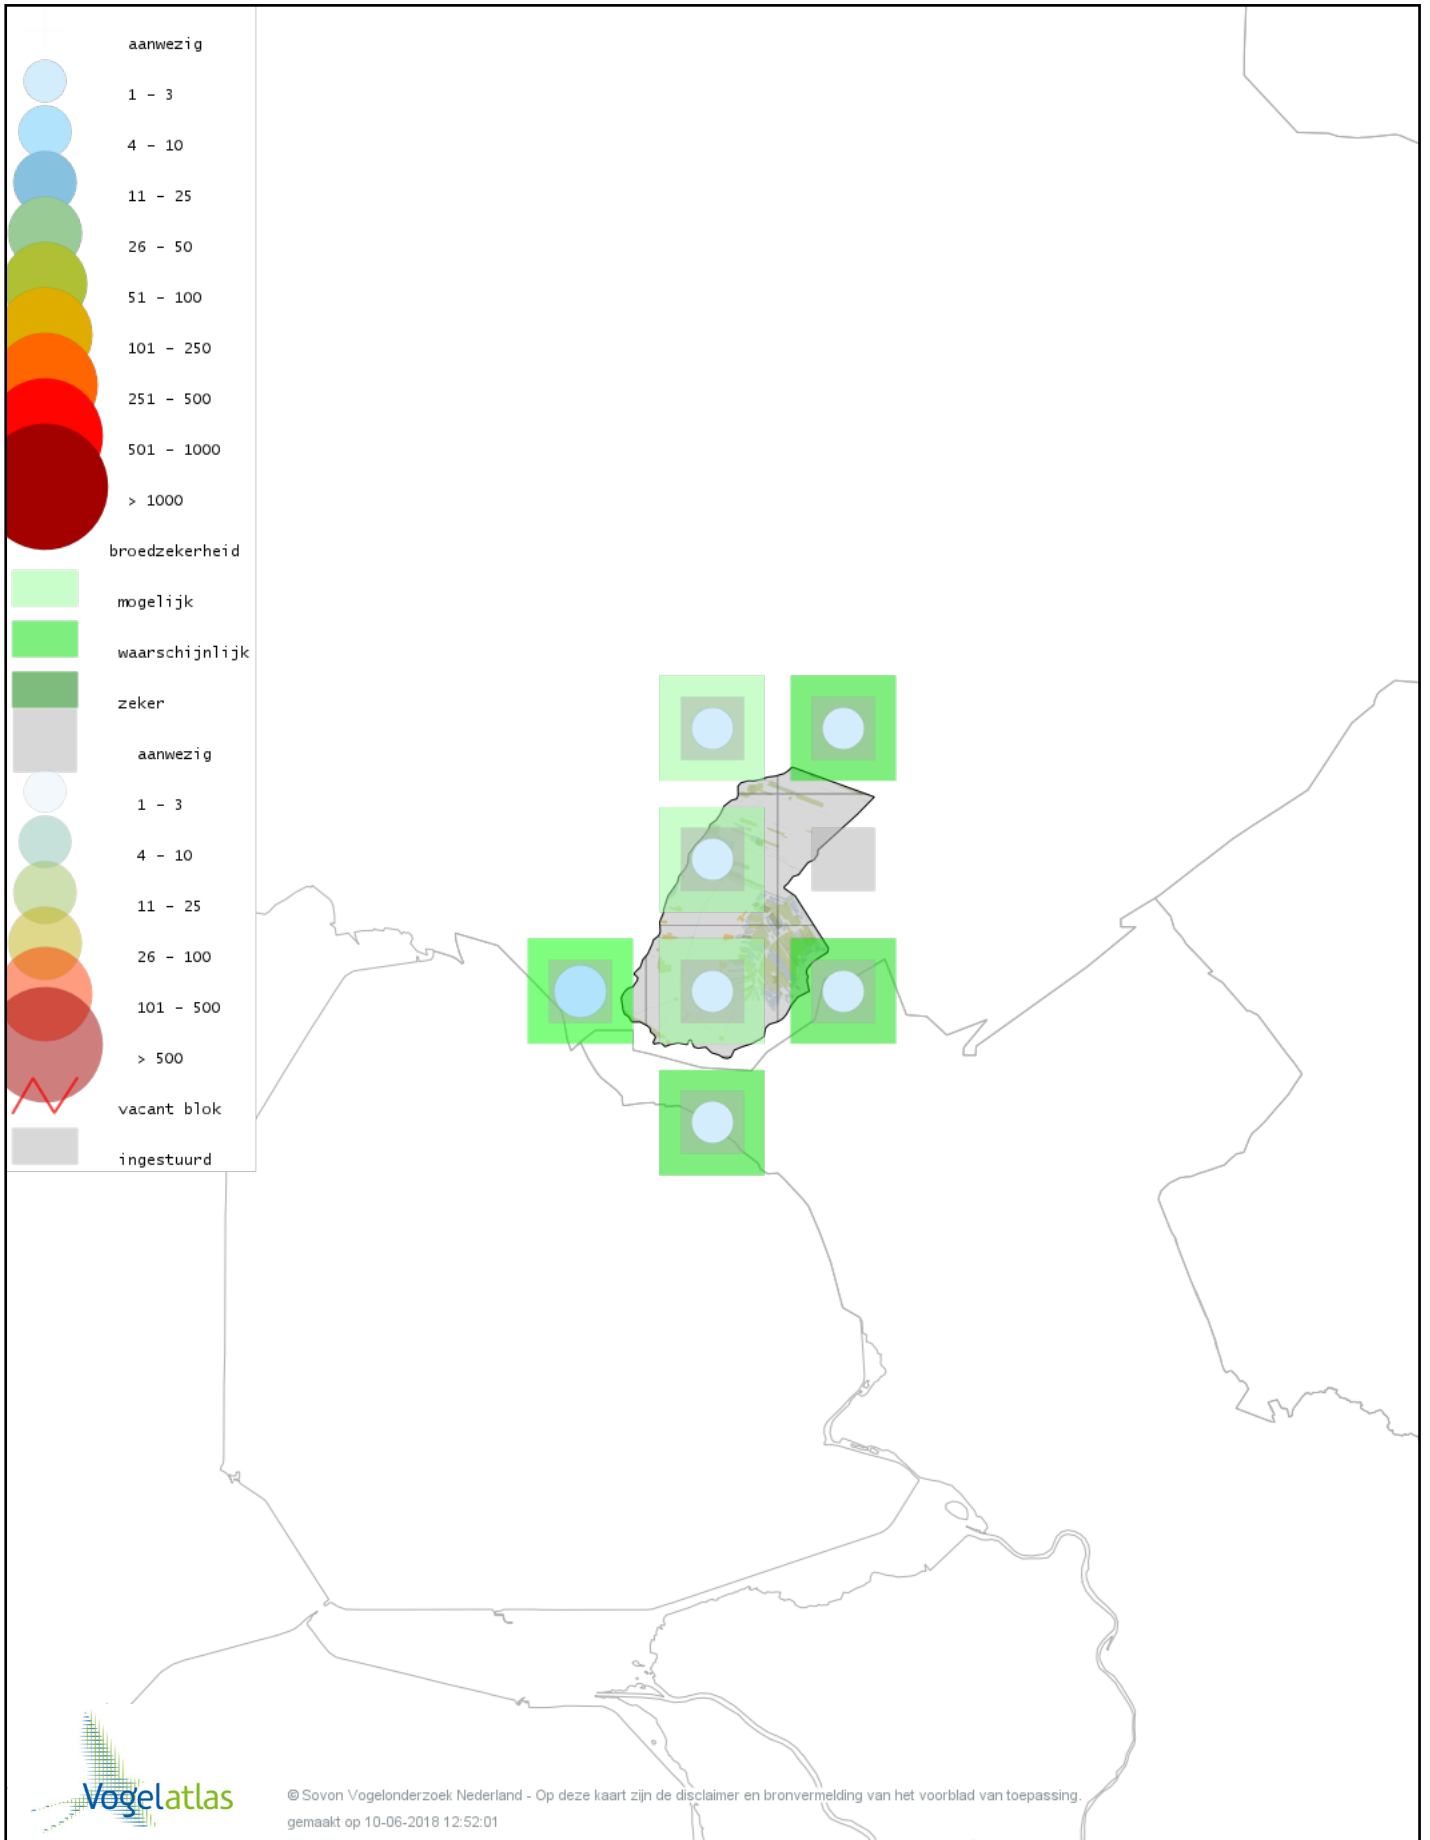 aanwezig
1 - 3
4 - 10
11 - 25
26 - 50
51 - 100
101 - 250
251 - 500
501 - 1000
> 1000
broedzekerheid
mogelijk
waarschijnlijk
zeker
aanwezig
1 - 3
4 - 10
11 - 25
26 - 100
101 - 500
> 500
vacant blok
ingestuurd
Vogelatlas
© Sovon Vogelonderzoek Nederland - Op deze kaart zijn de disclaimer en bronvermelding van het voorblad van toepassing.
gemaakt op 10-06-2018 12:52:01